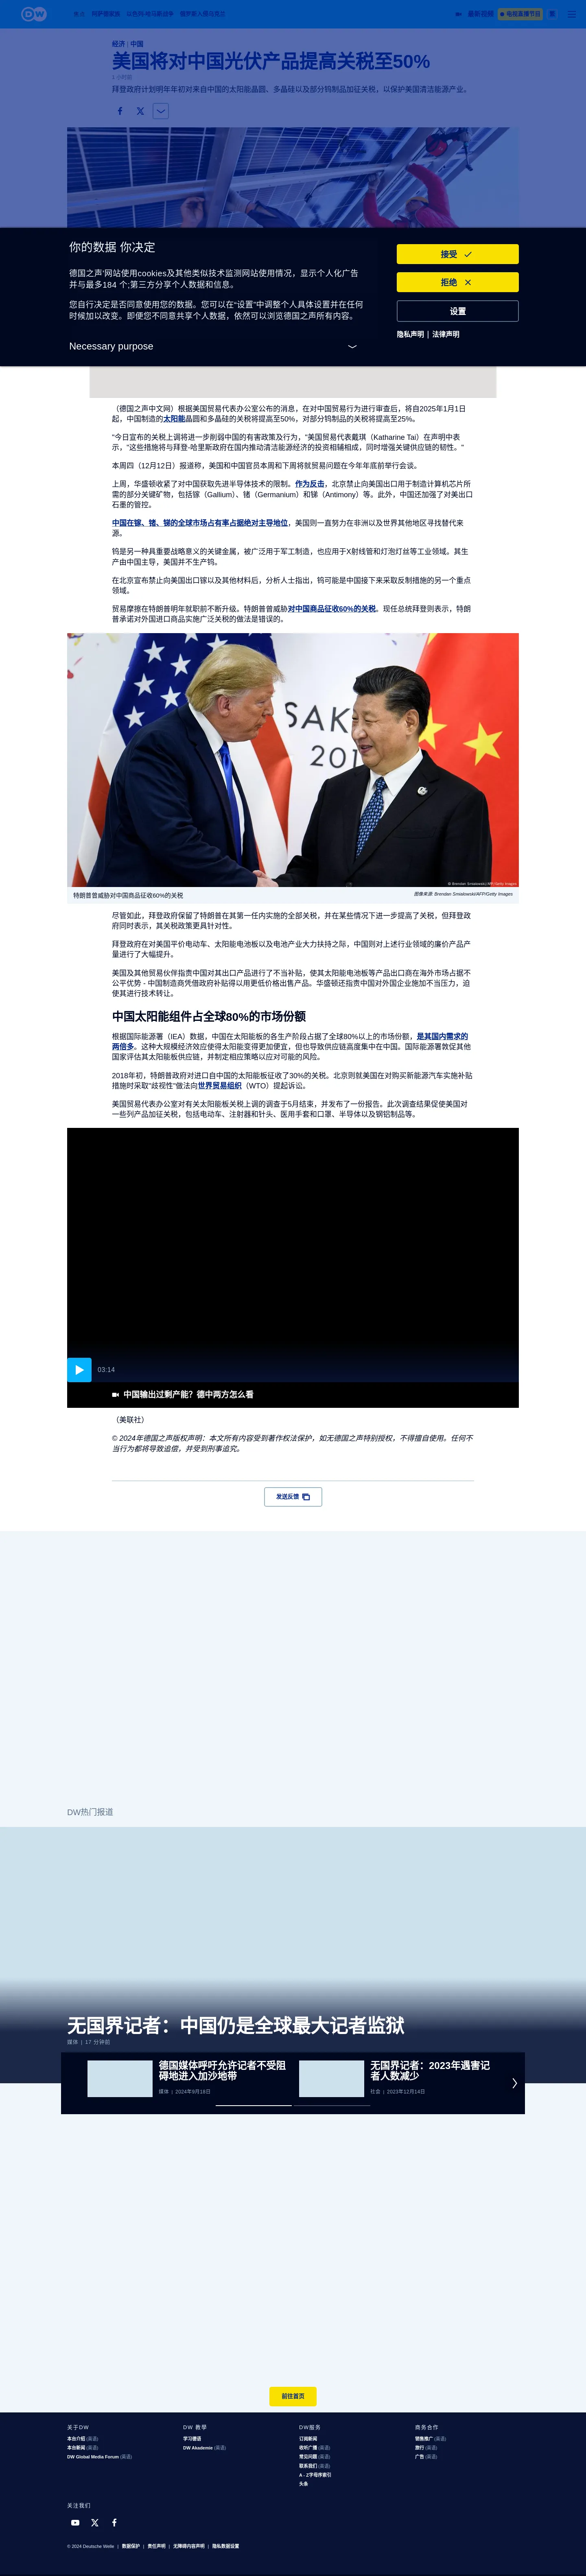 DW
最新视频
电视直播节目
经济 | 中国
美国将对中国光伏产品提高关税至50%
拜登政府计划明年年初对来自中国的太阳能晶圆、多晶硅以及部分钨制品加征关税，以保护美国清洁能源产业。
你的数据 你决定
德国之声'网站使用cookies及其他类似技术监测网站使用情况，显示个人化广告
并与最多184 个;第三方分享个人数据和信息。
您自行决定是否同意使用您的数据。您可以在"设置"中调整个人具体设置并在任何
时候加以改变。即便您不同意共享个人数据，依然可以浏览德国之声所有内容。
Necessary purpose
接受
拒绝
设置
隐私声明 | 法律声明
（德国之声中文网）根据美国贸易代表办公室公布的消息，在对中国贸易行为进行审查后，将自2025年1月1日
起，中国制造的太阳能晶圆和多晶硅的关税将提高至50%，对部分钨制品的关税将提高至25%。
"今日宣布的关税上调将进一步削弱中国的有害政策及行为，"美国贸易代表戴琪（Katharine Tai）在声明中表
示，"这些措施将与拜登-哈里斯政府在国内推动清洁能源经济的投资相辅相成，同时增强关键供应链的韧性。"
本周四（12月12日）报道称，美国和中国官员本周和下周将就贸易问题在今年年底前举行会谈。
上周，华盛顿收紧了对中国获取先进半导体技术的限制。作为反击，北京禁止向美国出口用于制造计算机芯片所
需的部分关键矿物，包括镓（Gallium）、锗（Germanium）和锑（Antimony）等。此外，中国还加强了对美出口
石墨的管控。
中国在镓、锗、锑的全球市场占有率占据绝对主导地位，美国则一直努力在非洲以及世界其他地区寻找替代来
源。
钨是另一种具重要战略意义的关键金属，被广泛用于军工制造，也应用于X射线管和灯泡灯丝等工业领域。其生
产由中国主导，美国并不生产钨。
在北京宣布禁止向美国出口镓以及其他材料后，分析人士指出，钨可能是中国接下来采取反制措施的另一个重点
领域。
贸易摩擦在特朗普明年就职前不断升级，特朗普曾威胁对中国商品征收60%的关税。现任总统拜登则表示，特朗
普承诺对外国进口商品实施广泛关税的做法是错误的。
特朗普曾威胁对中国商品征收60%的关税
图像来源: Brendan Smialowski/AFP/Getty Images
尽管如此，拜登政府保留了特朗普在其第一任内实施的全部关税，并在某些情况下进一步提高了关税，但拜登政
府同时表示，其关税政策更具针对性。
拜登政府在对美国平价电动车、太阳能电池板以及电池产业大力扶持之际，中国则对上述行业领域的廉价产品产
量进行了大幅提升。
美国及其他贸易伙伴指责中国对其出口产品进行了不当补贴，使其太阳能电池板等产品出口商在海外市场占据不
公平优势 - 中国制造商凭借政府补贴得以用更低价格出售产品。华盛顿还指责中国对外国企业施加不当压力，迫
使其进行技术转让。
中国太阳能组件占全球80%的市场份额
根据国际能源署（IEA）数据，中国在太阳能板的各生产阶段占据了全球80%以上的市场份额，是其国内需求的
两倍多。这种大规模经济效应使得太阳能变得更加便宜，但也导致供应链高度集中在中国。国际能源署敦促其他
国家评估其太阳能板供应链，并制定相应策略以应对可能的风险。
2018年初，特朗普政府对进口自中国的太阳能板征收了30%的关税。北京则就美国在对购买新能源汽车实施补贴
措施时采取"歧视性"做法向世界贸易组织（WTO）提起诉讼。
美国贸易代表办公室对有关太阳能板关税上调的调查于5月结束，并发布了一份报告。此次调查结果促使美国对
一些列产品加征关税，包括电动车、注射器和针头、医用手套和口罩、半导体以及钢铝制品等。
03:14
中国输出过剩产能？德中两方怎么看
（美联社）
© 2024年德国之声版权声明：本文所有内容受到著作权法保护，如无德国之声特别授权，不得擅自使用。任何不
当行为都将导致追偿，并受到刑事追究。
发送反馈
DW热门报道
无国界记者：中国仍是全球最大记者监狱
媒体 | 17 分钟前
德国媒体呼吁允许记者不受阻
碍地进入加沙地带
媒体 | 2024年9月18日
无国界记者：2023年遇害记
者人数减少
社会 | 2023年12月14日
前往首页
关于DW
本台介绍 (英语)
本台新闻 (英语)
DW Global Media Forum (英语)
DW 教學
学习德语
DW Akademie (英语)
DW服务
订阅新闻
收听广播 (英语)
常见问题 (英语)
联系我们 (英语)
A - Z字母序索引
头条
商务合作
销售推广 (英语)
旅行 (英语)
广告 (英语)
关注我们
© 2024 Deutsche Welle | 数据保护 | 责任声明 | 无障碍内容声明 | 隐私数据设置